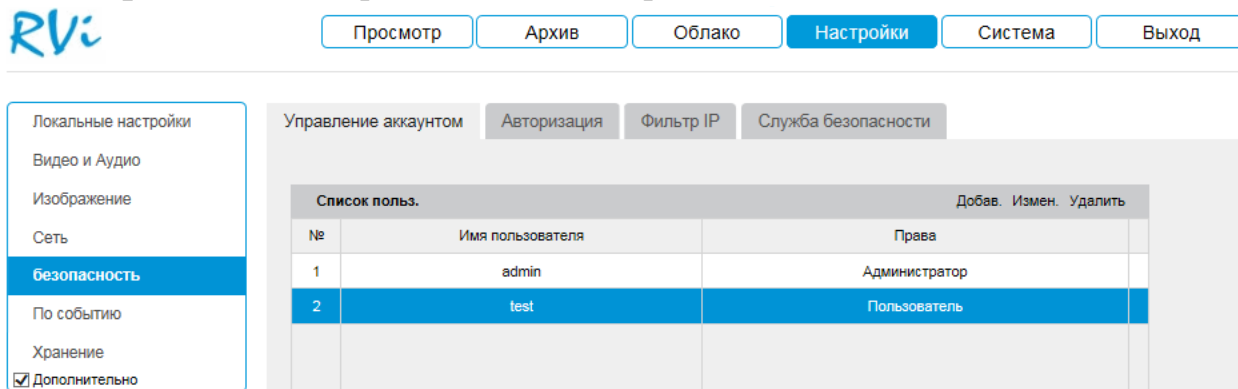 RVi
Просмотр Архив Облако Настройки Система Выход
Локальные настройки
Видео и Аудио
Изображение
Сеть
безопасность
По событию
Хранение
Дополнительно
Управление аккаунтом Авторизация Фильтр IP Служба безопасности
Список польз. Добав. Измен. Удалить
№ Имя пользователя Права
1 admin Администратор
2 test Пользователь